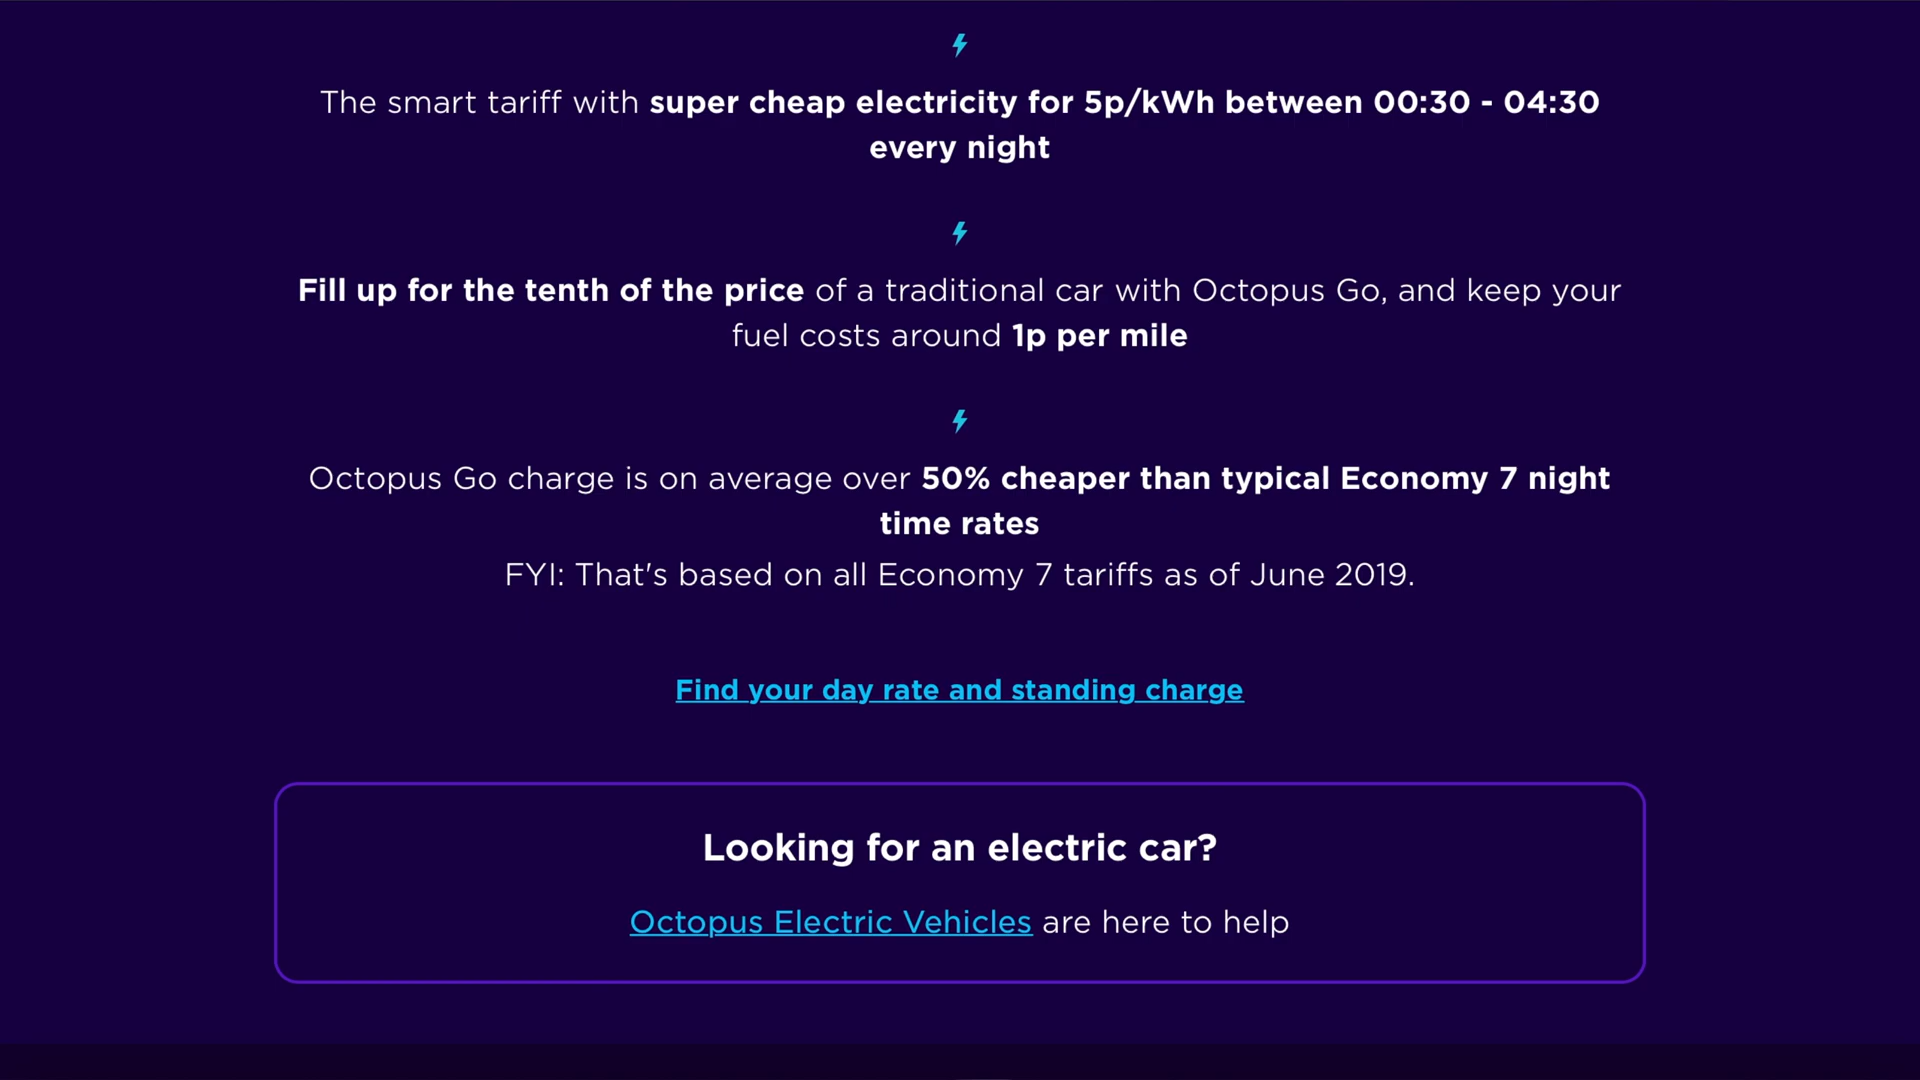 The smart tariff with super cheap electricity for 5p/kWh between 00:30 - 04:30
every night
Fill up for the tenth of the price of a traditional car with Octopus Go, and keep your
fuel costs around 1p per mile
Octopus Go charge is on average over 50% cheaper than typical Economy 7 night
time rates
FYI: That's based on all Economy 7 tariffs as of June 2019.
Find your day rate and standing charge
Looking for an electric car?
Octopus Electric Vehicles are here to help